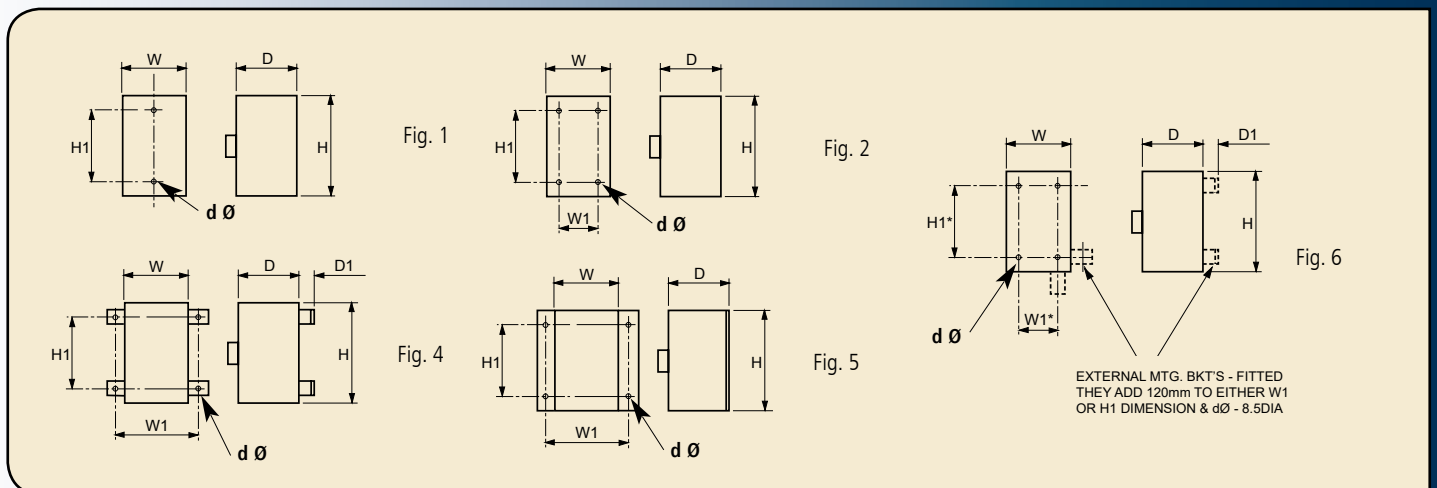 W
D
H1
H
Fig. 1
d Ø
W
D
H1
H
W1
Fig. 2
d Ø
W
D
D1
H1
H
W1
Fig. 4
d Ø
W
D
H1
H
W1
Fig. 5
d Ø
W
D
D1
H1*
H
W1*
Fig. 6
d Ø
EXTERNAL MTG. BKT'S - FITTED
THEY ADD 120mm TO EITHER W1
OR H1 DIMENSION & dØ - 8.5DIA